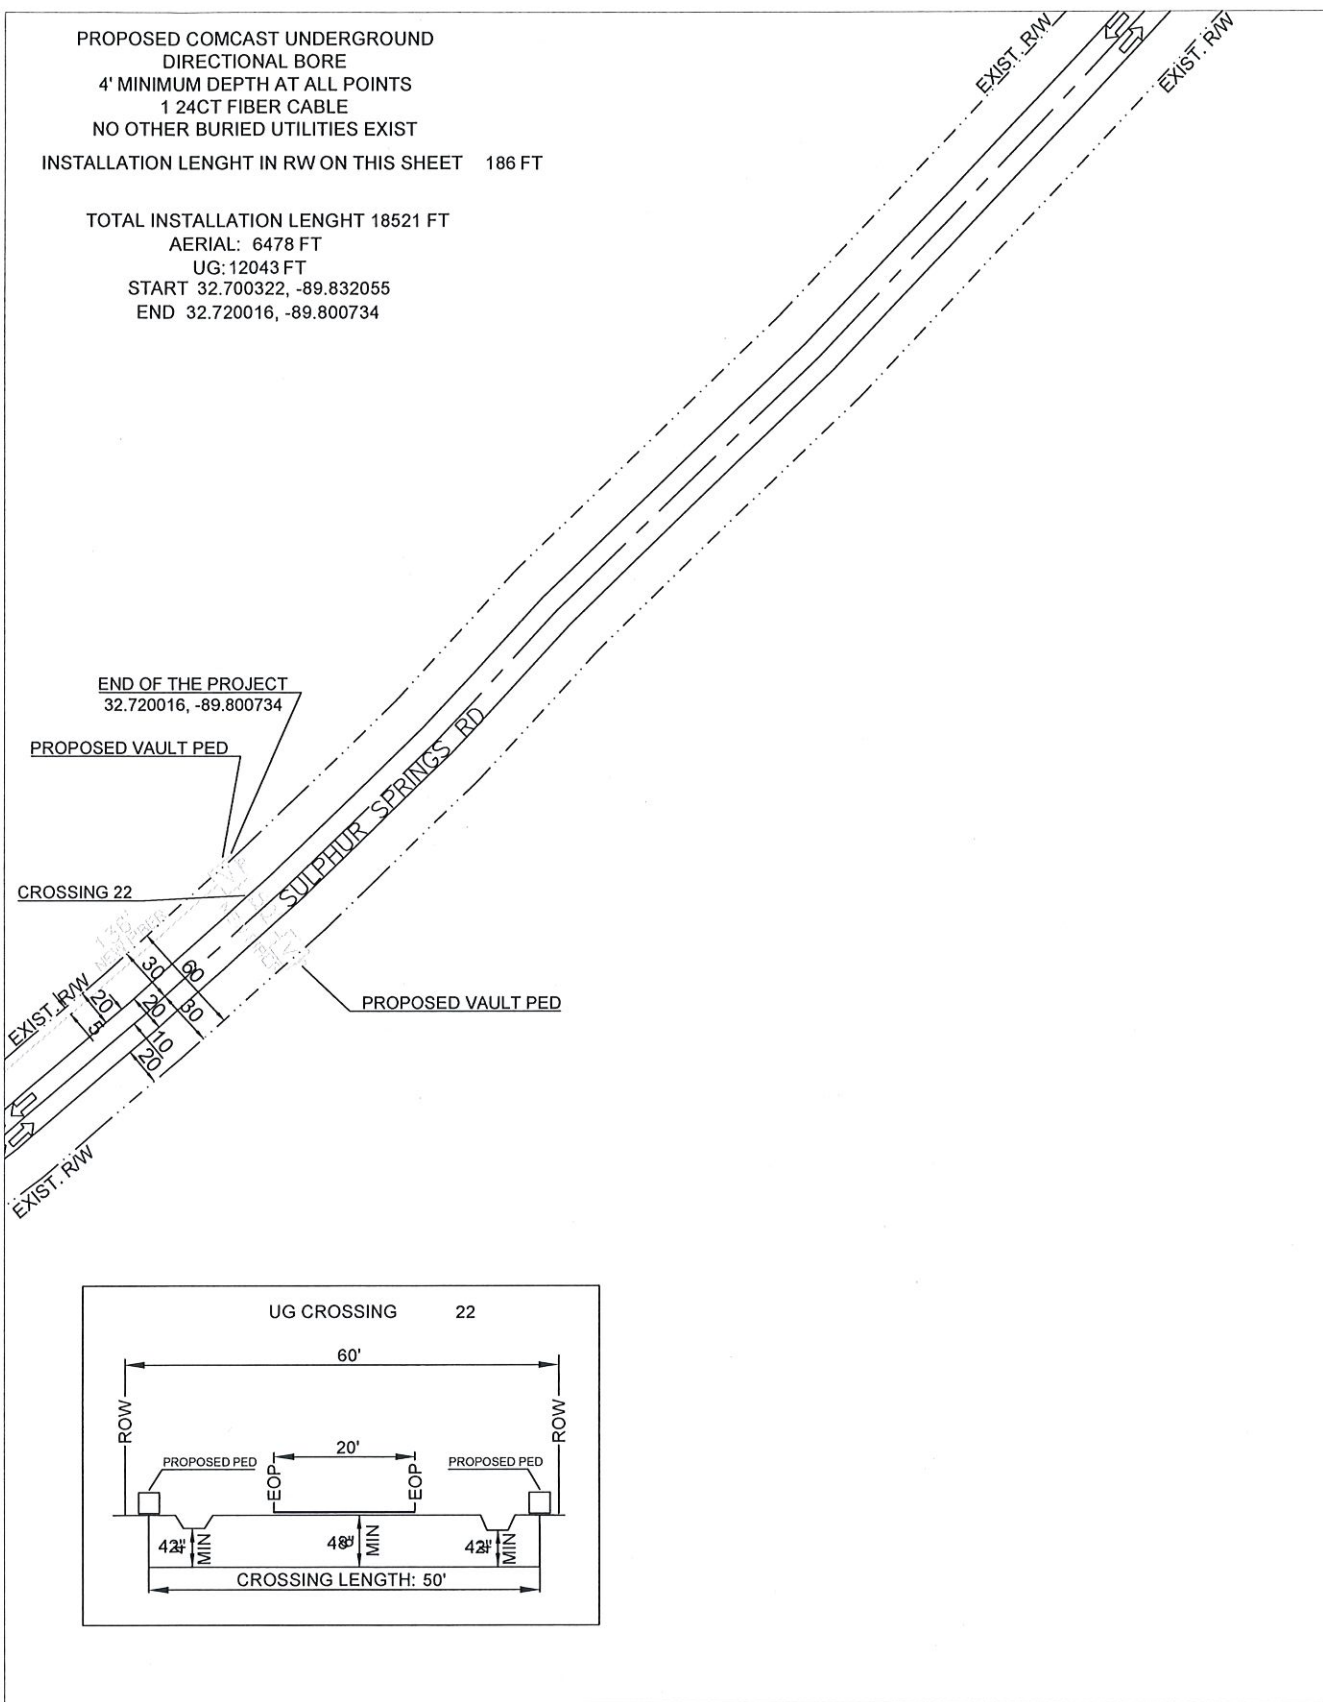 PROPOSED COMCAST UNDERGROUND
DIRECTIONAL BORE
4' MINIMUM DEPTH AT ALL POINTS
1 24CT FIBER CABLE
NO OTHER BURIED UTILITIES EXIST
INSTALLATION LENGHT IN RW ON THIS SHEET 186 FT
TOTAL INSTALLATION LENGHT 18521 FT
AERIAL: 6478 FT
UG: 12043 FT
START 32.700322, -89.832055
END 32.720016, -89.800734
EXIST. R/W
EXIST. R/W
END OF THE PROJECT
32.720016, -89.800734
PROPOSED VAULT PED
SULPHUR SPRINGS RD
CROSSING 22
NEW FIBER
PROPOSED VAULT PED
30
60
20
20
30
5
10
20
EXIST. R/W
EXIST. R/W
UG CROSSING 22
60'
ROW
ROW
20'
PROPOSED PED
PROPOSED PED
EOP
EOP
MIN
MIN
MIN
CROSSING LENGTH: 50'